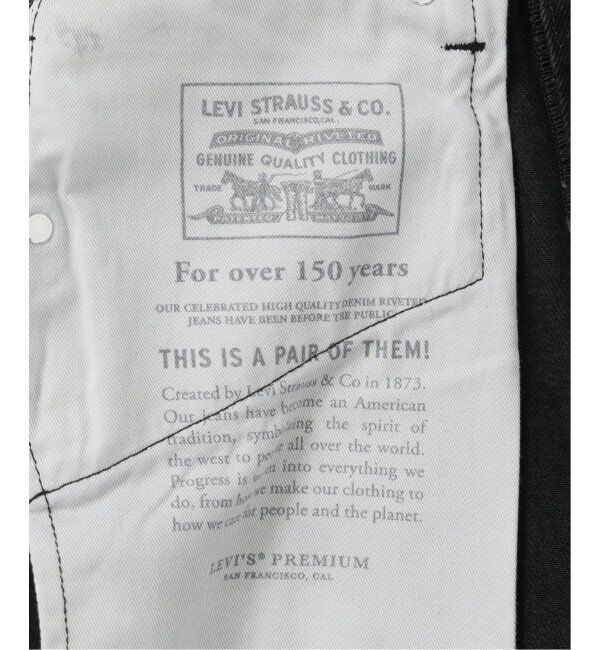 LEVI STRAUSS & CO.
SAN FRANCISCO, CAL.
ORIGINAL RIVETED
GENUINE QUALITY CLOTHING
TRADE MARK
For over 150 years
OUR CELEBRATED HIGH QUALITY DENIM RIVETED
JEANS HAVE BEEN BEFORE THE PUBLIC
THIS IS A PAIR OF THEM!
Created by Levi Strauss & Co in 1873.
Our jeans have become an American
tradition, symbolizing the spirit of
the west to people all over the world.
Progress is woven into everything we
do, from how we make our clothing to
how we care for people and the planet.
LEVI'S® PREMIUM
SAN FRANCISCO, CAL